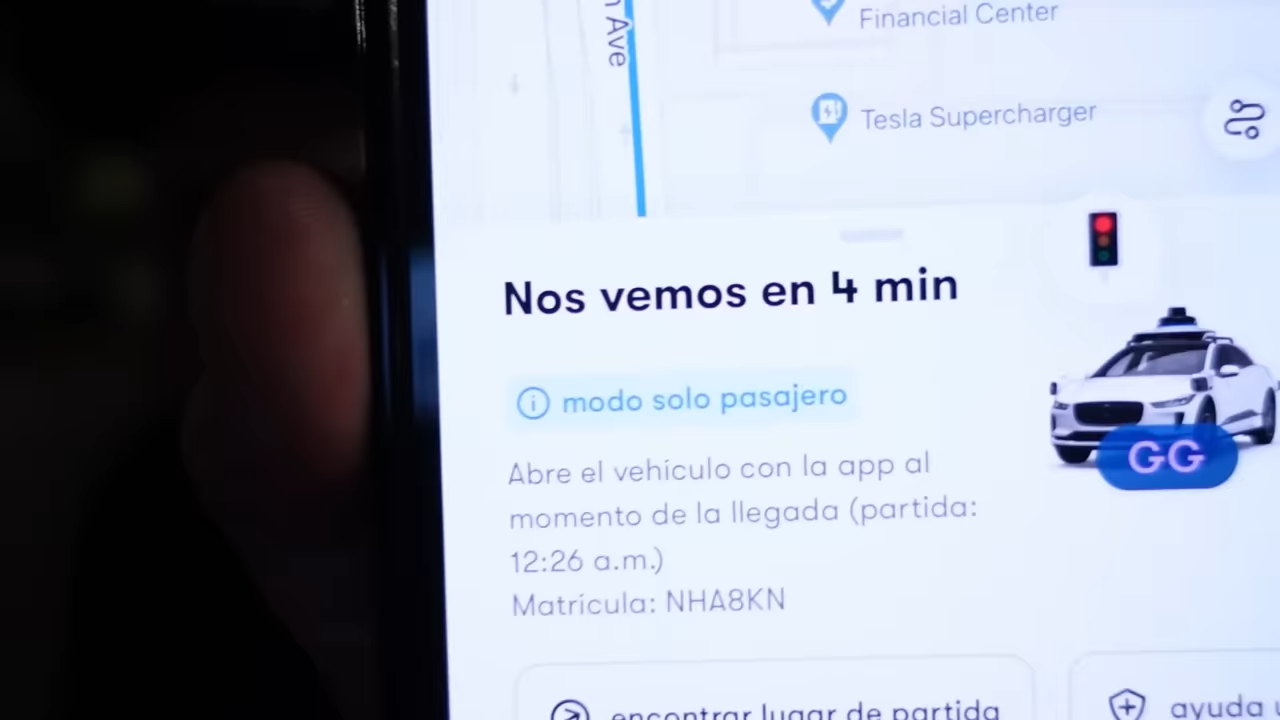 Ave
Financial Center
Tesla Supercharger
Nos vemos en 4 min
modo solo pasajero
GG
Abre el vehículo con la app al
momento de la llegada (partida:
12:26 a.m.)
Matrícula: NHA8KN
encontrar lugar de partida
ayuda